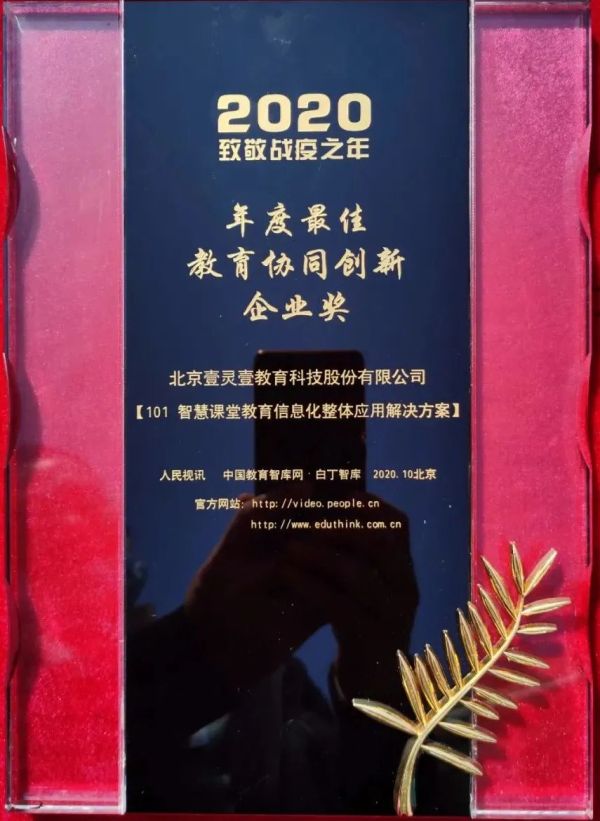 2020
致敬战疫之年
年度最佳
教育协同创新
企业奖
北京壹灵壹教育科技股份有限公司
【101 智慧课堂教育信息化整体应用解决方案】
人民视讯 中国教育智库网·白丁智库 2020.10北京
官方网站: http://video.people.cn
http://www.eduthink.com.cn